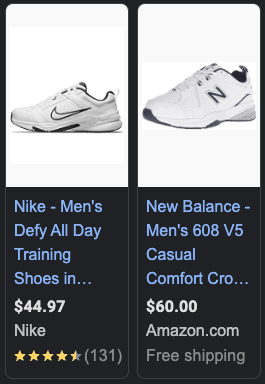 Nike - Men's
Defy All Day
Training
Shoes in...
$44.97
Nike
(131)
New Balance -
Men's 608 V5
Casual
Comfort Cro...
$60.00
Amazon.com
Free shipping